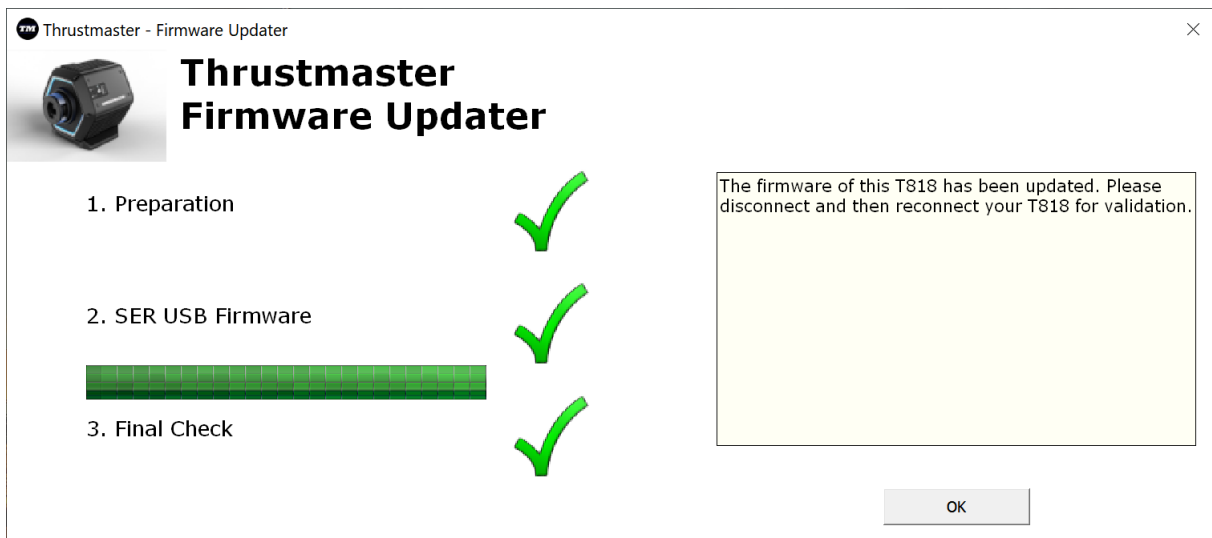 TM Thrustmaster - Firmware Updater
Thrustmaster
Firmware Updater
1. Preparation
2. SER USB Firmware
3. Final Check
The firmware of this T818 has been updated. Please
disconnect and then reconnect your T818 for validation.
OK